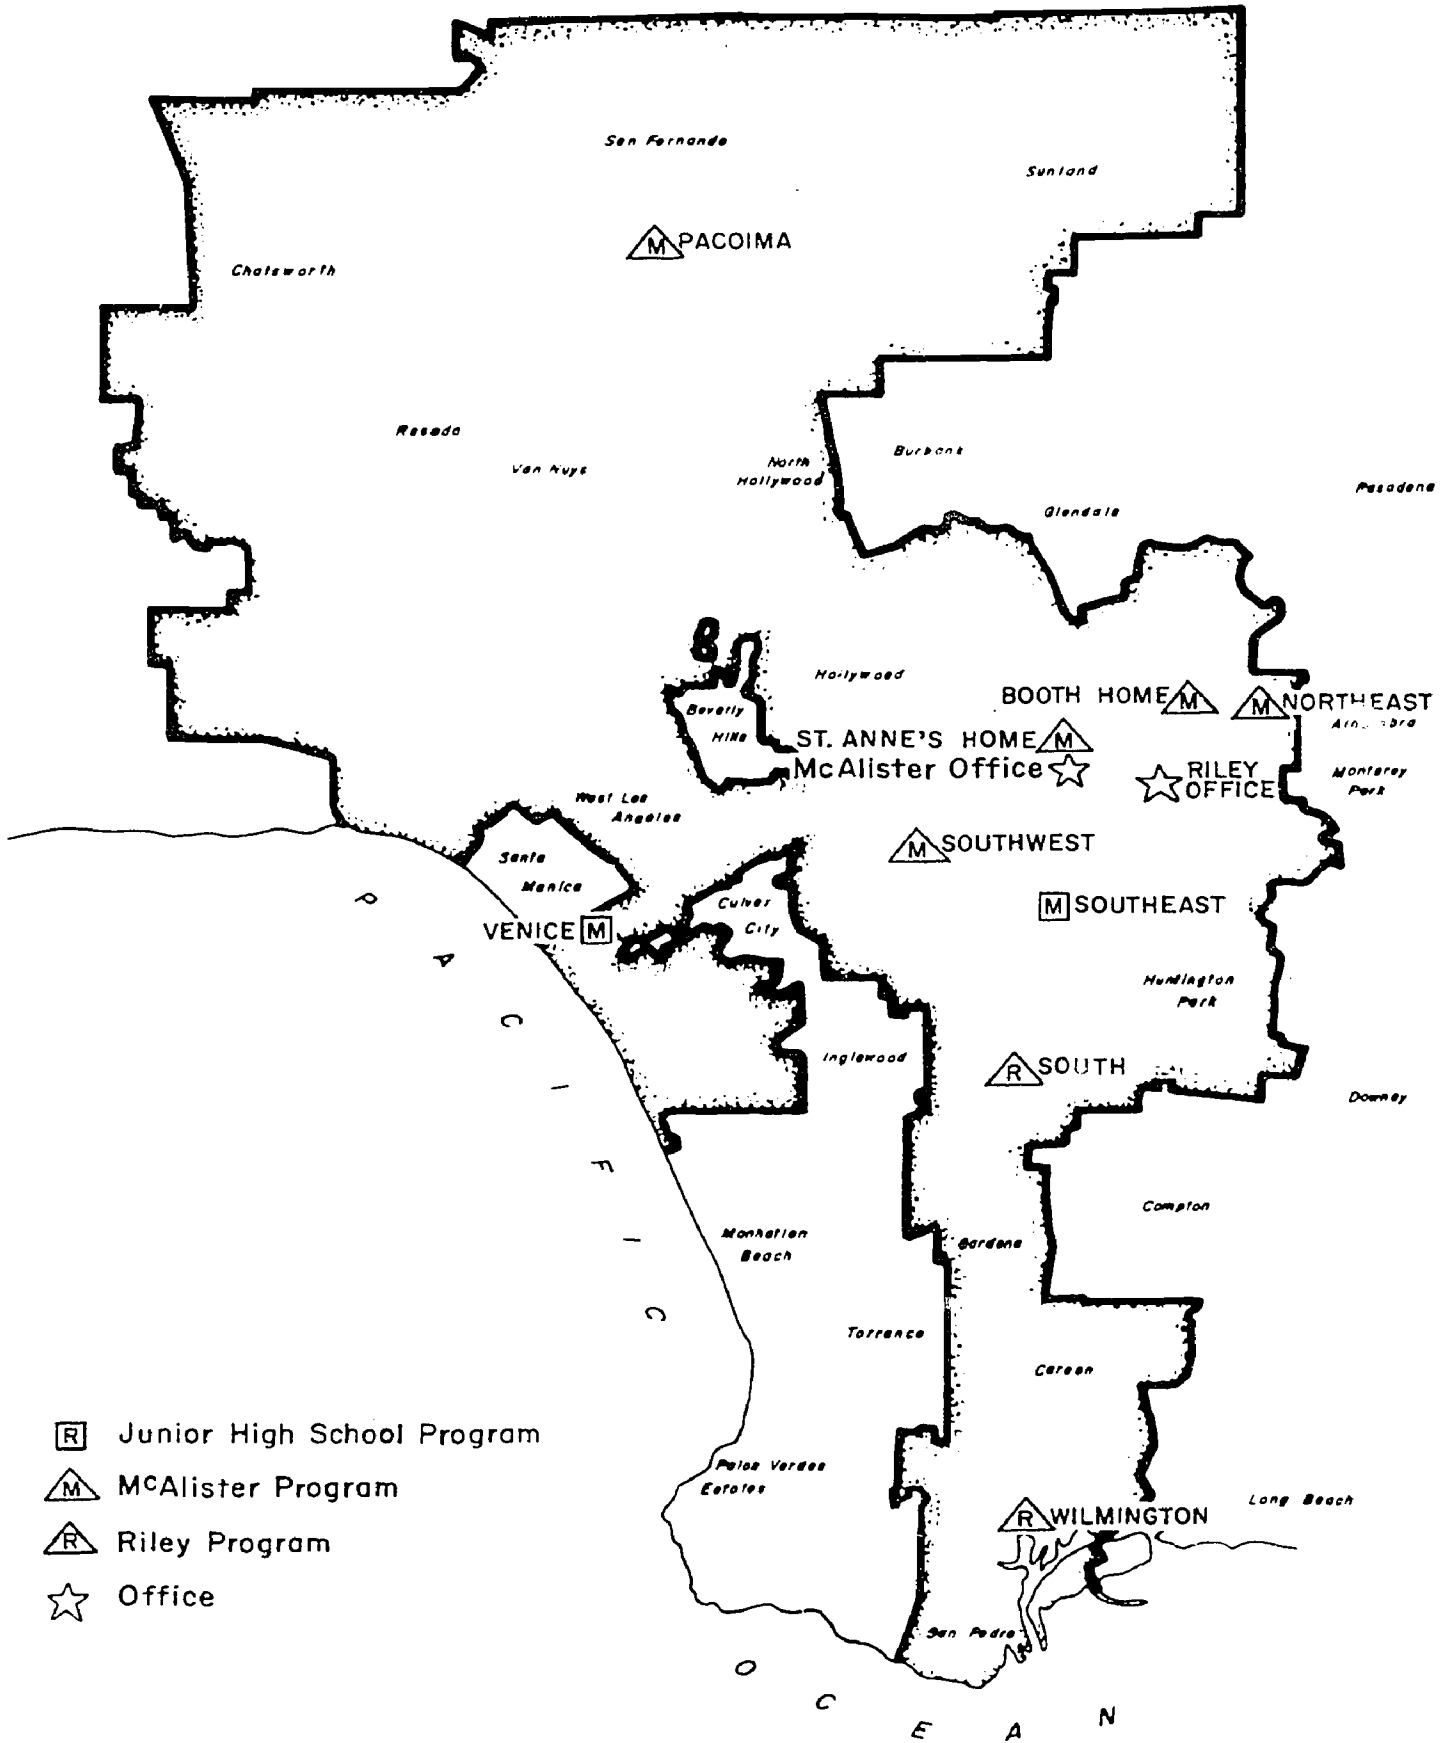 San Fernando
Sunland
M PACOIMA
Chatsworth
Reseda
Van Nuys
North
Hollywood
Burbank
Pasadena
Glendale
Hollywood
BOOTH HOME M
M NORTHEAST
Beverly
Hills
ST. ANNE'S HOME M
McAlister Office
RILEY
OFFICE
Monterey
Park
West Los
Angeles
M SOUTHWEST
Santa
Monica
Culver
City
M SOUTHEAST
VENICE M
Huntington
Park
Inglewood
R SOUTH
Downey
Compton
Manhattan
Beach
Gardena
Torrance
Carson
Palos Verdes
Estates
Long Beach
R WILMINGTON
San Pedro
PACIFIC
OCEAN
R Junior High School Program
M McAlister Program
R Riley Program
Office